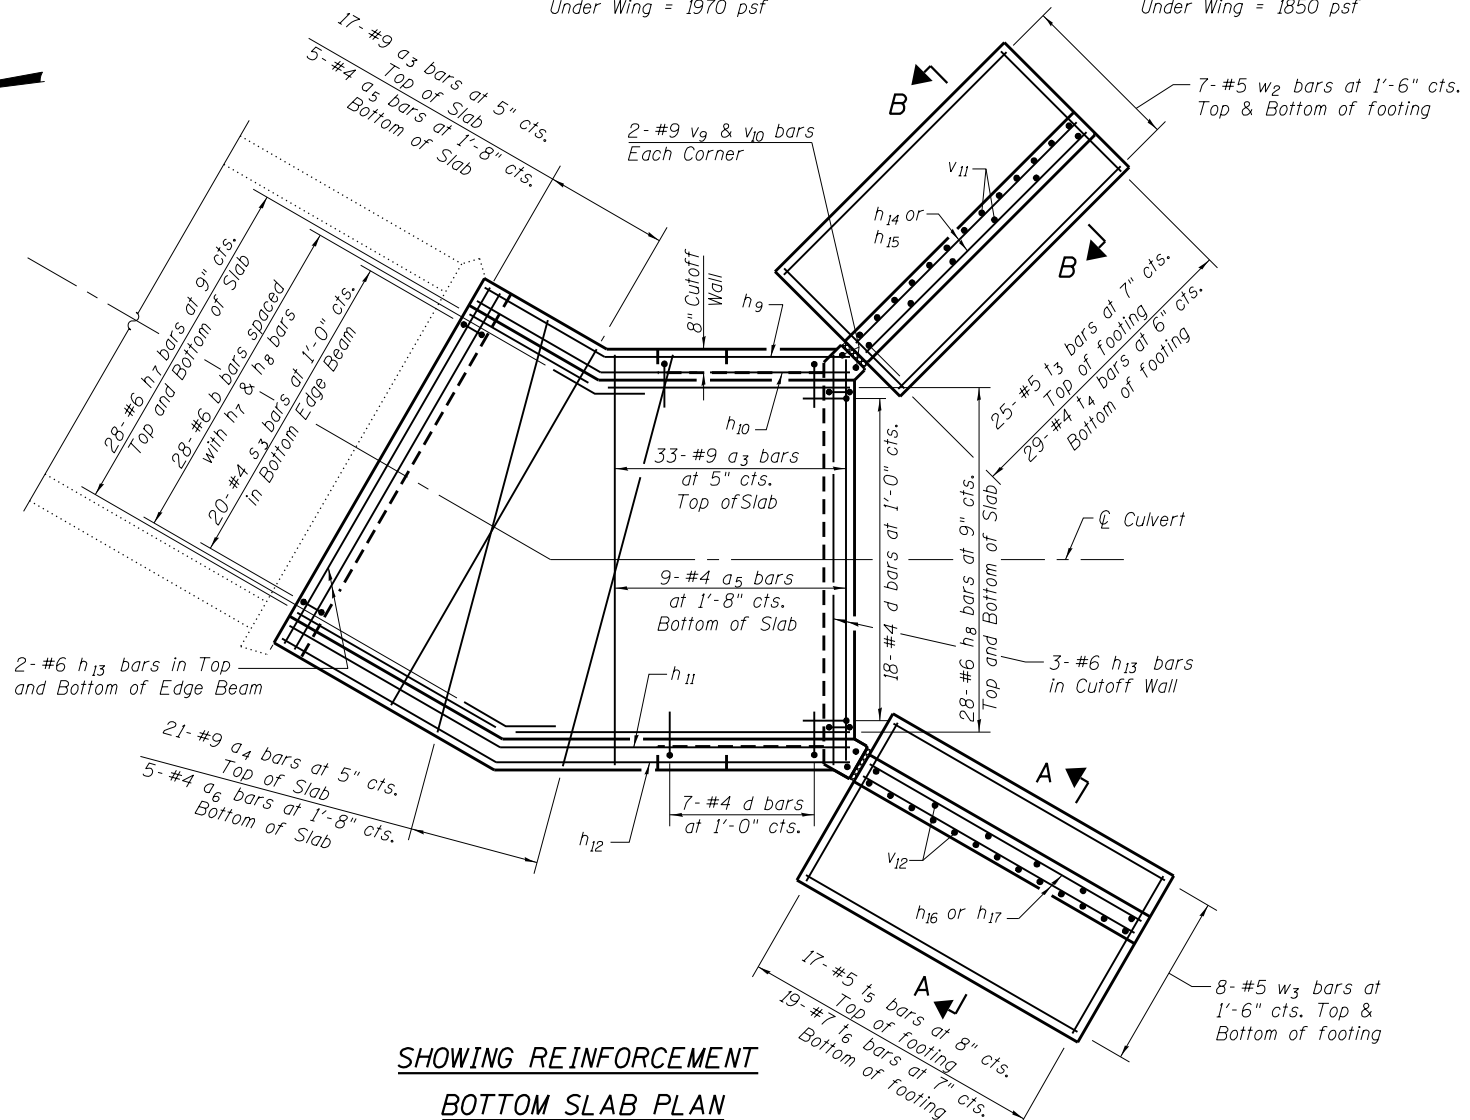 Under Wing = 1970 psf
Under Wing = 1850 psf
17-#9 a3 bars at 5" cts.
Top of Slab
5-#4 a5 bars at 1'-8" cts.
Bottom of Slab
2-#9 v9 & v10 bars
Each Corner
B
7-#5 w2 bars at 1'-6" cts.
Top & Bottom of footing
v11
h14 or
h15
B
28-#6 h7 bars at 9" cts.
Top and Bottom of Slab
28-#6 b bars spaced
with h7 & h8 bars
20-#4 s3 bars at 1'-0" cts.
in Bottom Edge Beam
8" Cutoff
Wall
h9
h10
25-#5 t3 bars at 7" cts.
Top of footing
29-#4 t4 bars at 6" cts.
Bottom of footing
33-#9 a3 bars
at 5" cts.
Top of Slab
18-#4 d bars at 1'-0" cts.
28-#6 h8 bars at 9" cts.
Top and Bottom of Slab
℄ Culvert
9-#4 a5 bars
at 1'-8" cts.
Bottom of Slab
2-#6 h13 bars in Top
and Bottom of Edge Beam
h11
3-#6 h13 bars
in Cutoff Wall
21-#9 a4 bars at 5" cts.
Top of Slab
5-#4 a6 bars at 1'-8" cts.
Bottom of Slab
h12
7-#4 d bars
at 1'-0" cts.
A
v12
h16 or h17
A
17-#5 t5 bars at 8" cts.
Top of footing
19-#7 t6 bars at 7" cts.
Bottom of footing
8-#5 w3 bars at
1'-6" cts. Top &
Bottom of footing
SHOWING REINFORCEMENT
BOTTOM SLAB PLAN